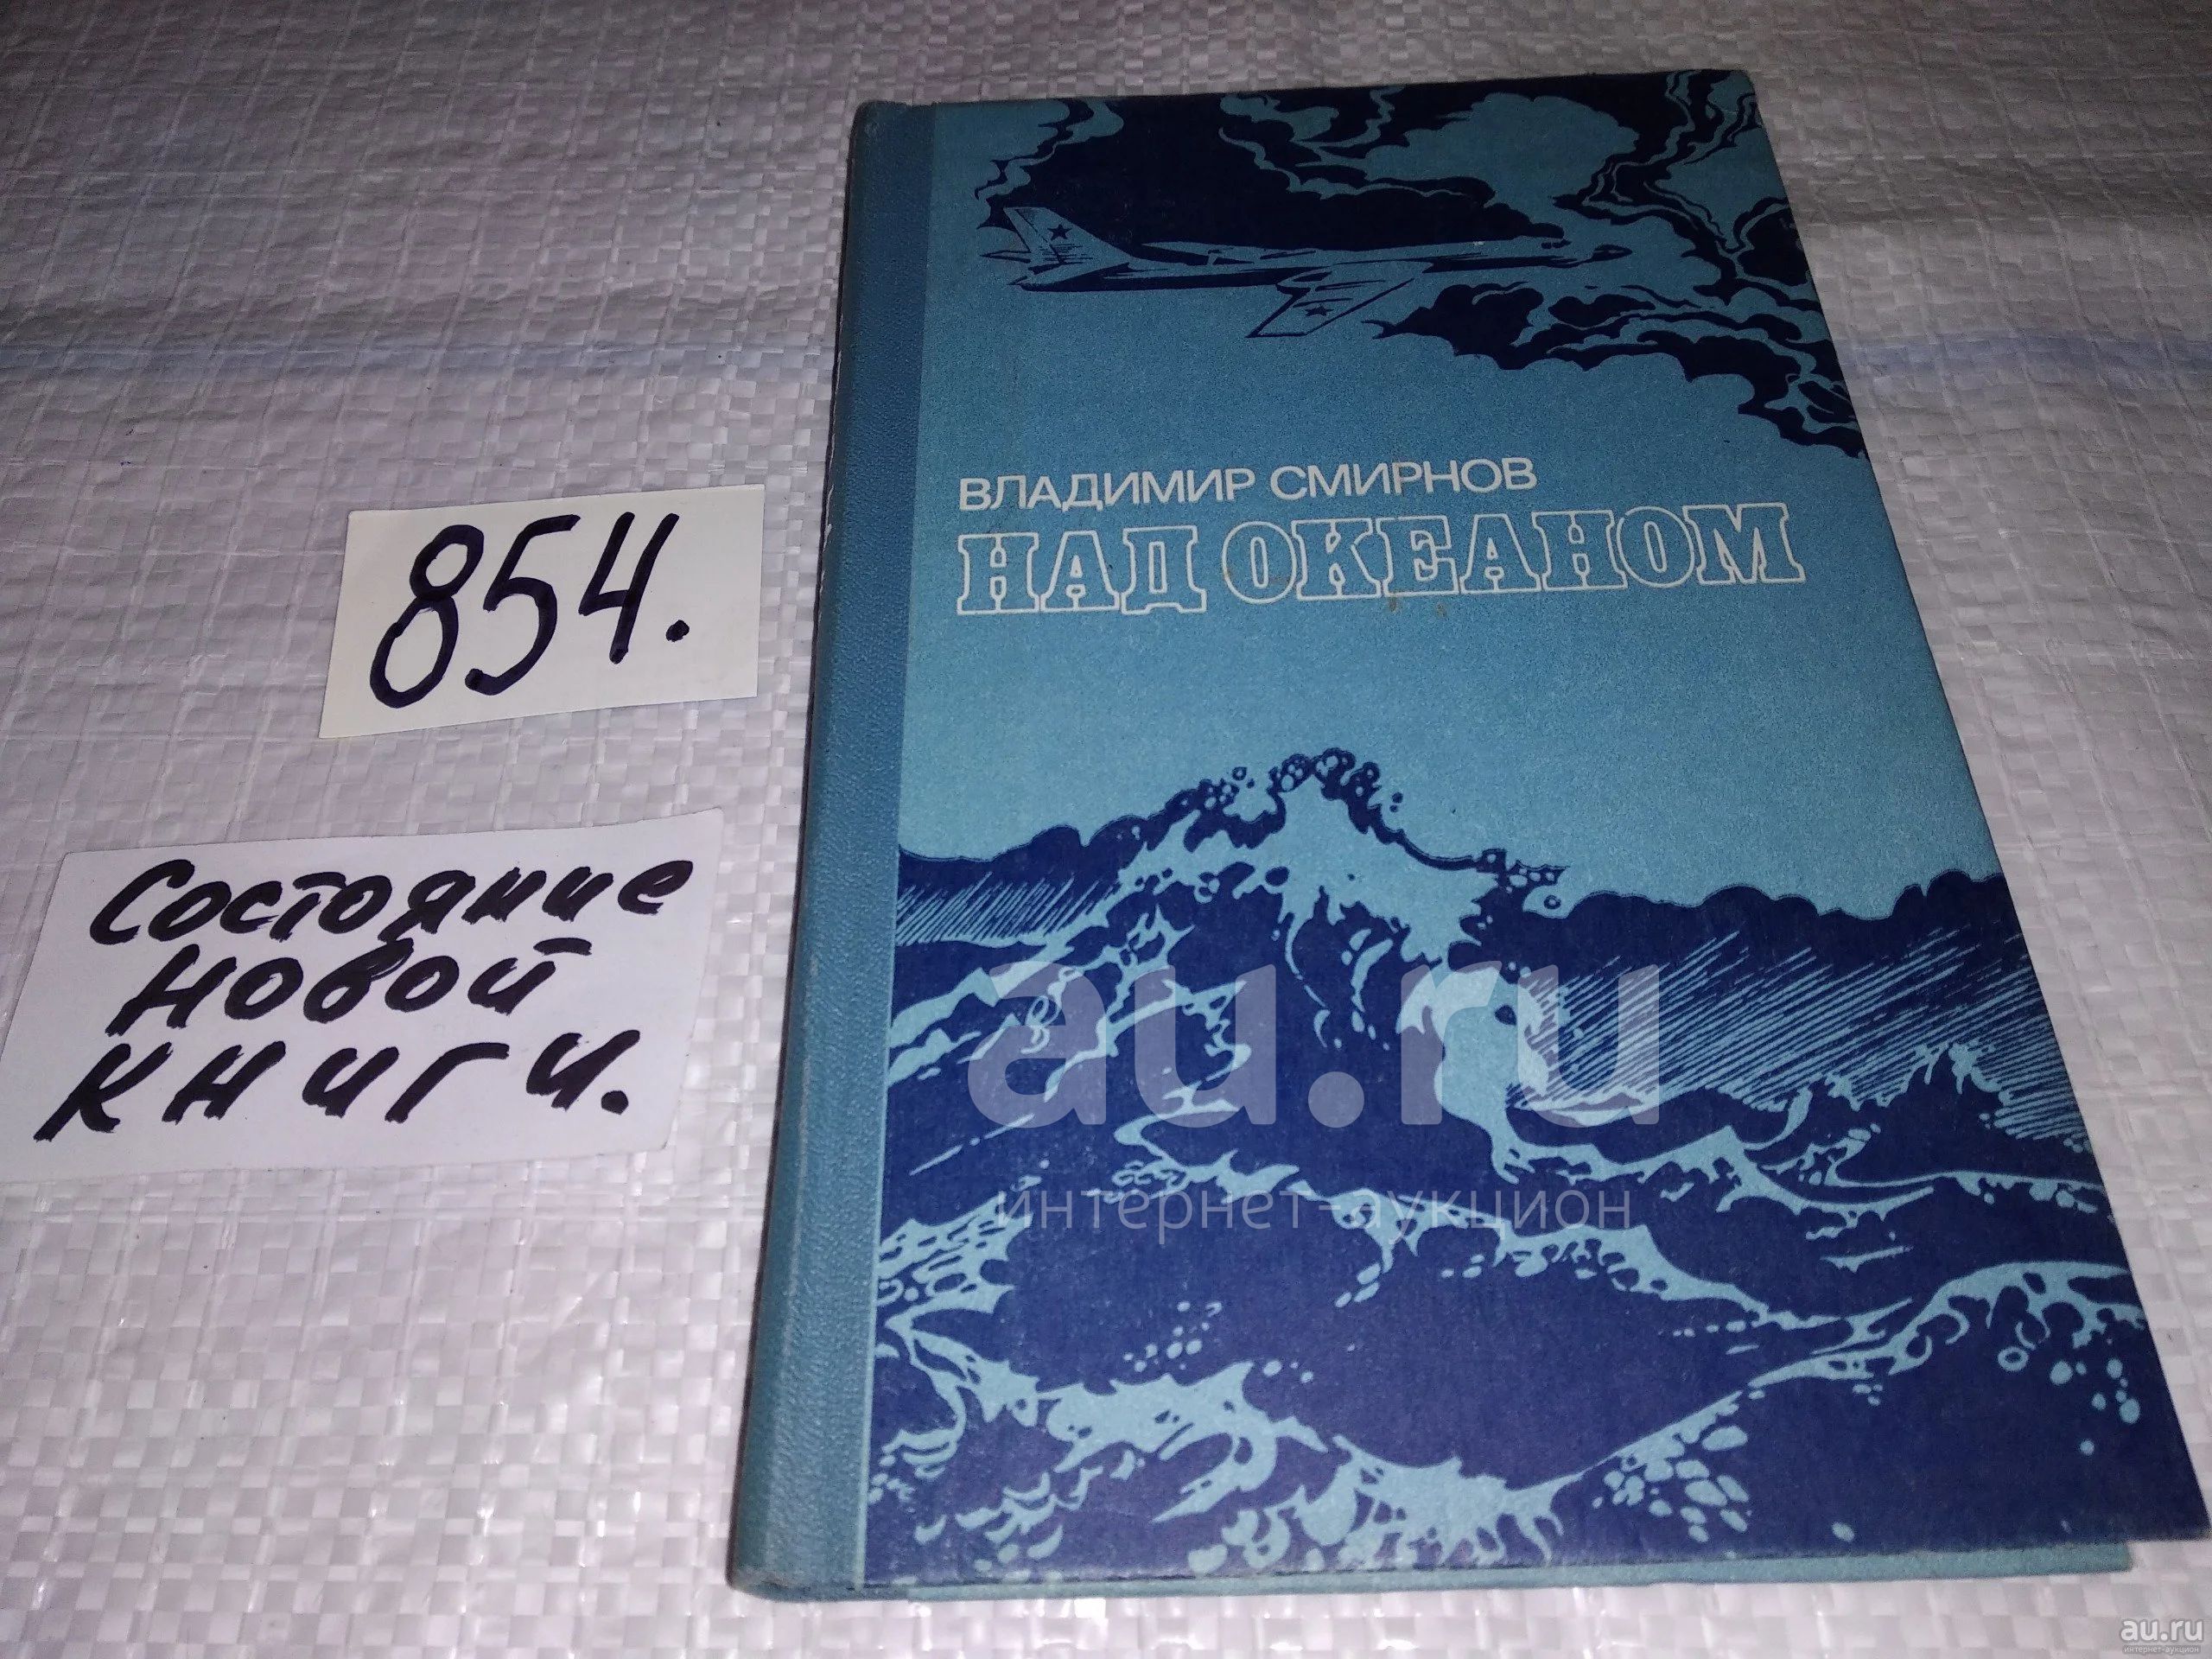 ВЛАДИМИР СМИРНОВ
НАД ОКЕАНОМ
854.
Состояние
новой
книги.
au.ru
интернет-аукцион
au.ru
интернет-аукцион